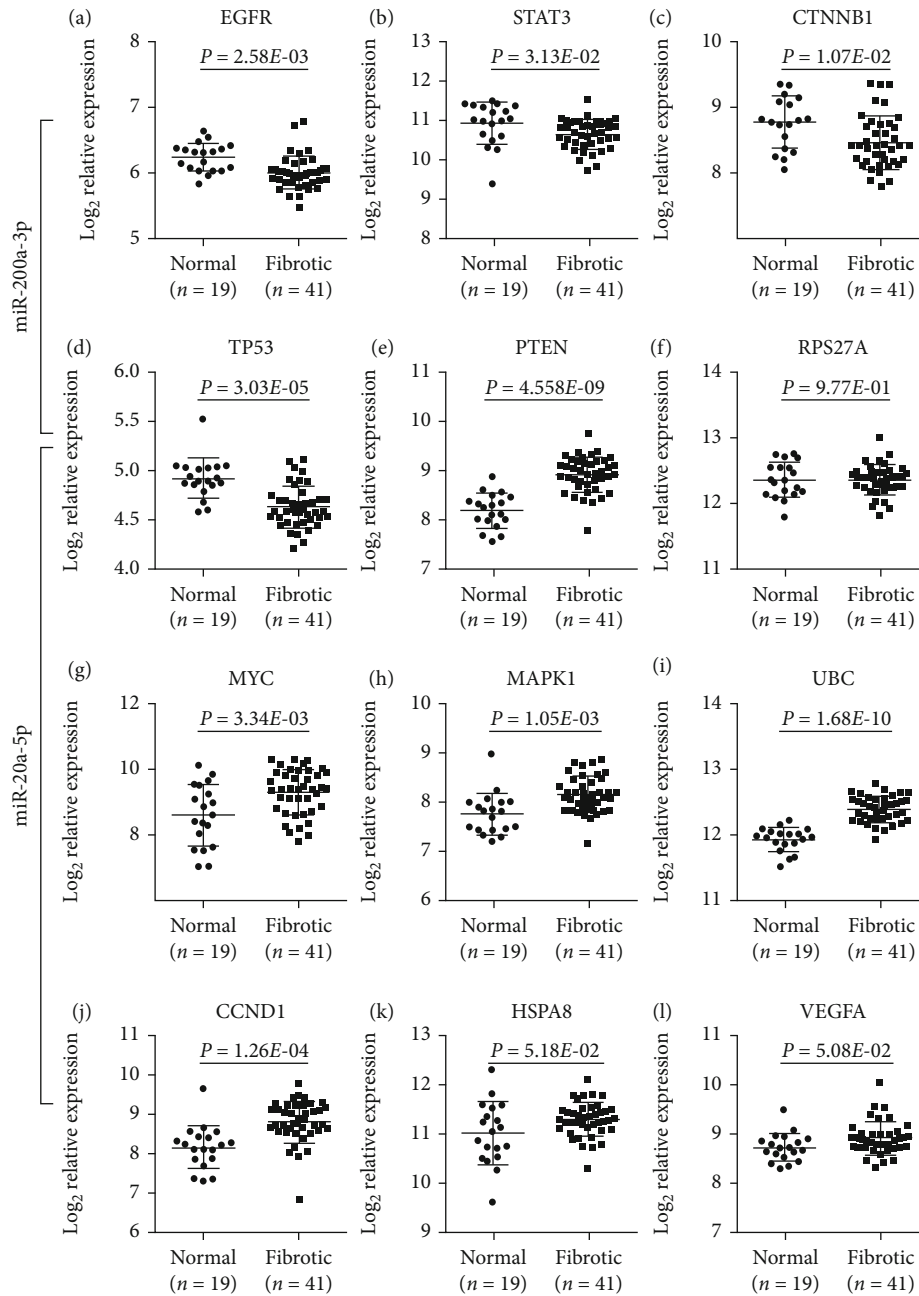 miR-200a-3p
miR-20a-5p
(a)
EGFR
P = 2.58E-03
Log2 relative expression
8
7
6
5
Normal
(n = 19)
Fibrotic
(n = 41)
(b)
STAT3
P = 3.13E-02
Log2 relative expression
13
12
11
10
9
8
Normal
(n = 19)
Fibrotic
(n = 41)
(c)
CTNNB1
P = 1.07E-02
Log2 relative expression
10
9
8
7
Normal
(n = 19)
Fibrotic
(n = 41)
(d)
TP53
P = 3.03E-05
Log2 relative expression
6.0
5.5
5.0
4.5
4.0
Normal
(n = 19)
Fibrotic
(n = 41)
(e)
PTEN
P = 4.558E-09
Log2 relative expression
11
10
9
8
7
Normal
(n = 19)
Fibrotic
(n = 41)
(f)
RPS27A
P = 9.77E-01
Log2 relative expression
14
13
12
11
Normal
(n = 19)
Fibrotic
(n = 41)
(g)
MYC
P = 3.34E-03
Log2 relative expression
12
10
8
Normal
(n = 19)
Fibrotic
(n = 41)
(h)
MAPK1
P = 1.05E-03
Log2 relative expression
10
9
8
7
6
Normal
(n = 19)
Fibrotic
(n = 41)
(i)
UBC
P = 1.68E-10
Log2 relative expression
14
13
12
11
Normal
(n = 19)
Fibrotic
(n = 41)
(j)
CCND1
P = 1.26E-04
Log2 relative expression
11
10
9
8
7
6
Normal
(n = 19)
Fibrotic
(n = 41)
(k)
HSPA8
P = 5.18E-02
Log2 relative expression
13
12
11
10
9
Normal
(n = 19)
Fibrotic
(n = 41)
(l)
VEGFA
P = 5.08E-02
Log2 relative expression
11
10
9
8
7
Normal
(n = 19)
Fibrotic
(n = 41)